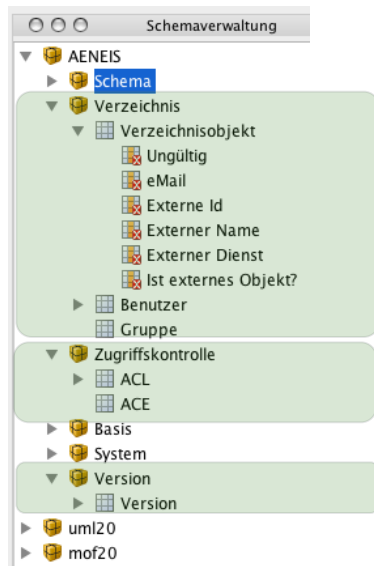 Schemaverwaltung
AENEIS
Schema
Verzeichnis
Verzeichnisobjekt
Ungültig
eMail
Externe Id
Externer Name
Externer Dienst
Ist externes Objekt?
Benutzer
Gruppe
Zugriffskontrolle
ACL
ACE
Basis
System
Version
Version
uml20
mof20